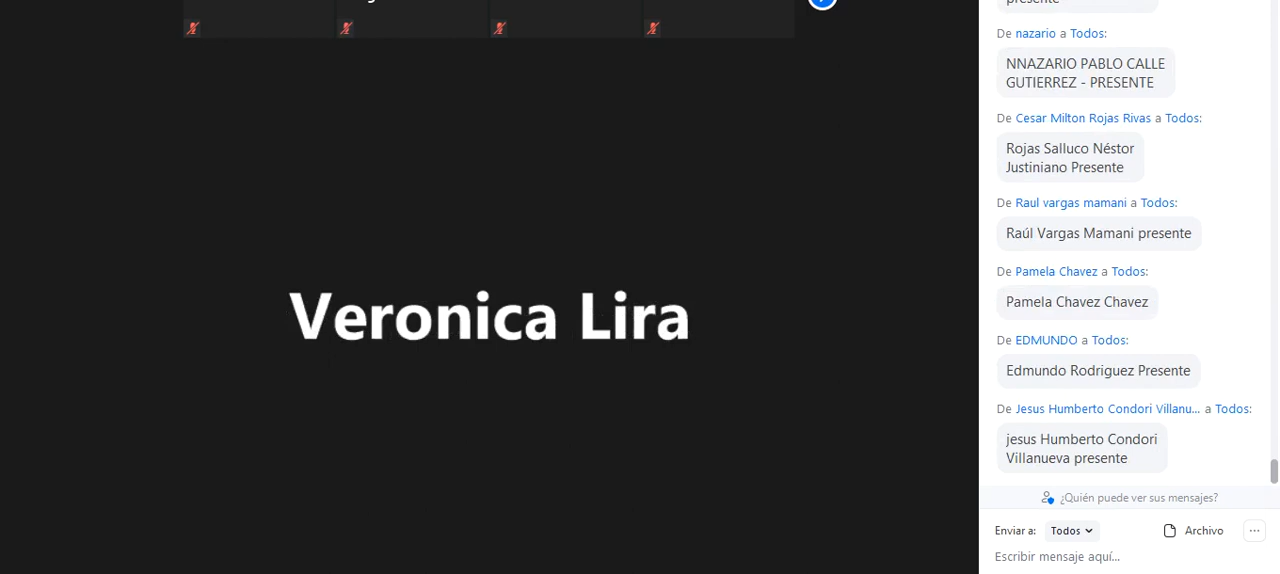 presente
De nazario a Todos:
NNAZARIO PABLO CALLE
GUTIERREZ - PRESENTE
De Cesar Milton Rojas Rivas a Todos:
Rojas Salluco Néstor
Justiniano Presente
De Raul vargas mamani a Todos:
Raúl Vargas Mamani presente
De Pamela Chavez a Todos:
Pamela Chavez Chavez
De EDMUNDO a Todos:
Edmundo Rodriguez Presente
De Jesus Humberto Condori Villanu... a Todos:
jesus Humberto Condori
Villanueva presente
¿Quién puede ver sus mensajes?
Enviar a: Todos Archivo ...
Escribir mensaje aquí...
Veronica Lira